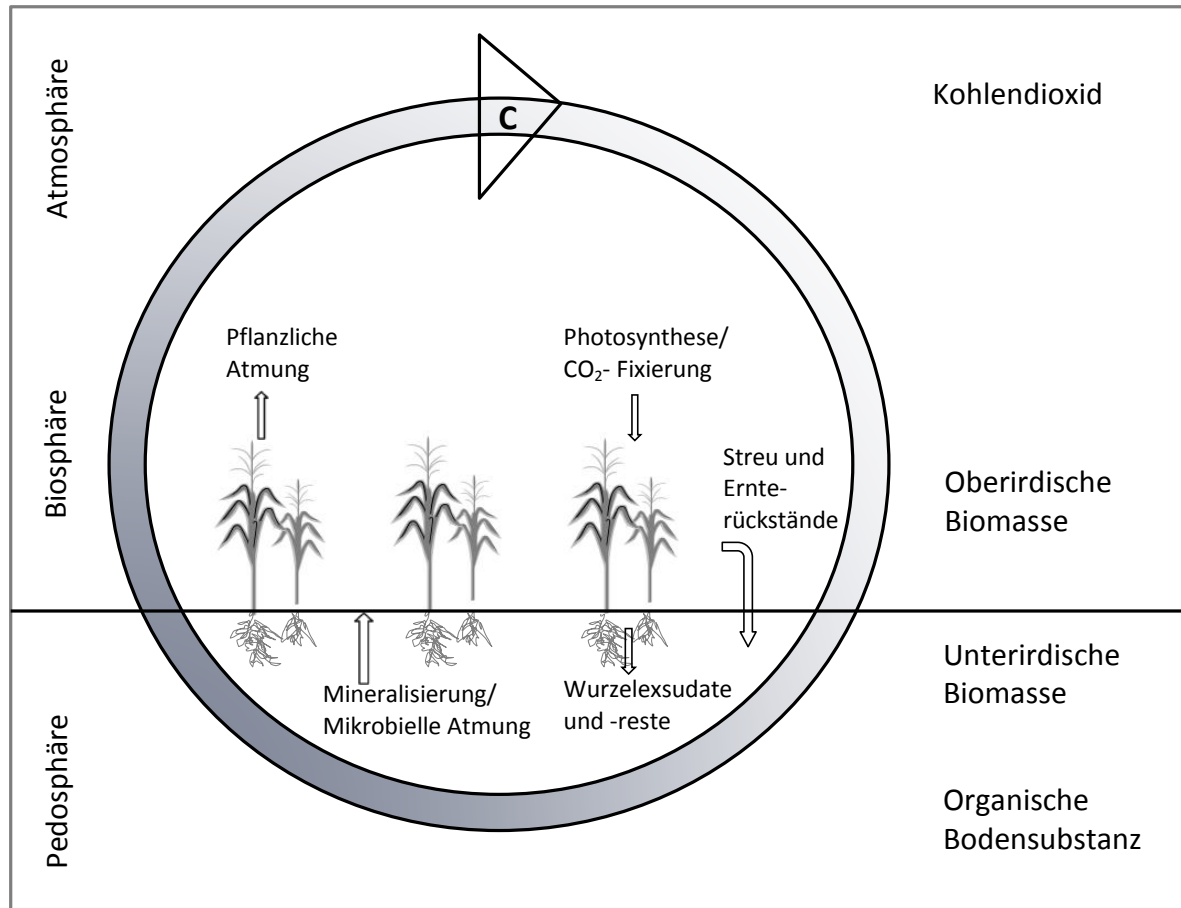 Atmosphäre
Kohlendioxid
C
Biosphäre
Pflanzliche
Atmung
Photosynthese/
CO₂- Fixierung
Streu und
Ernte-
rückstände
Oberirdische
Biomasse
Pedosphäre
Mineralisierung/
Mikrobielle Atmung
Wurzelexsudate
und -reste
Unterirdische
Biomasse
Organische
Bodensubstanz